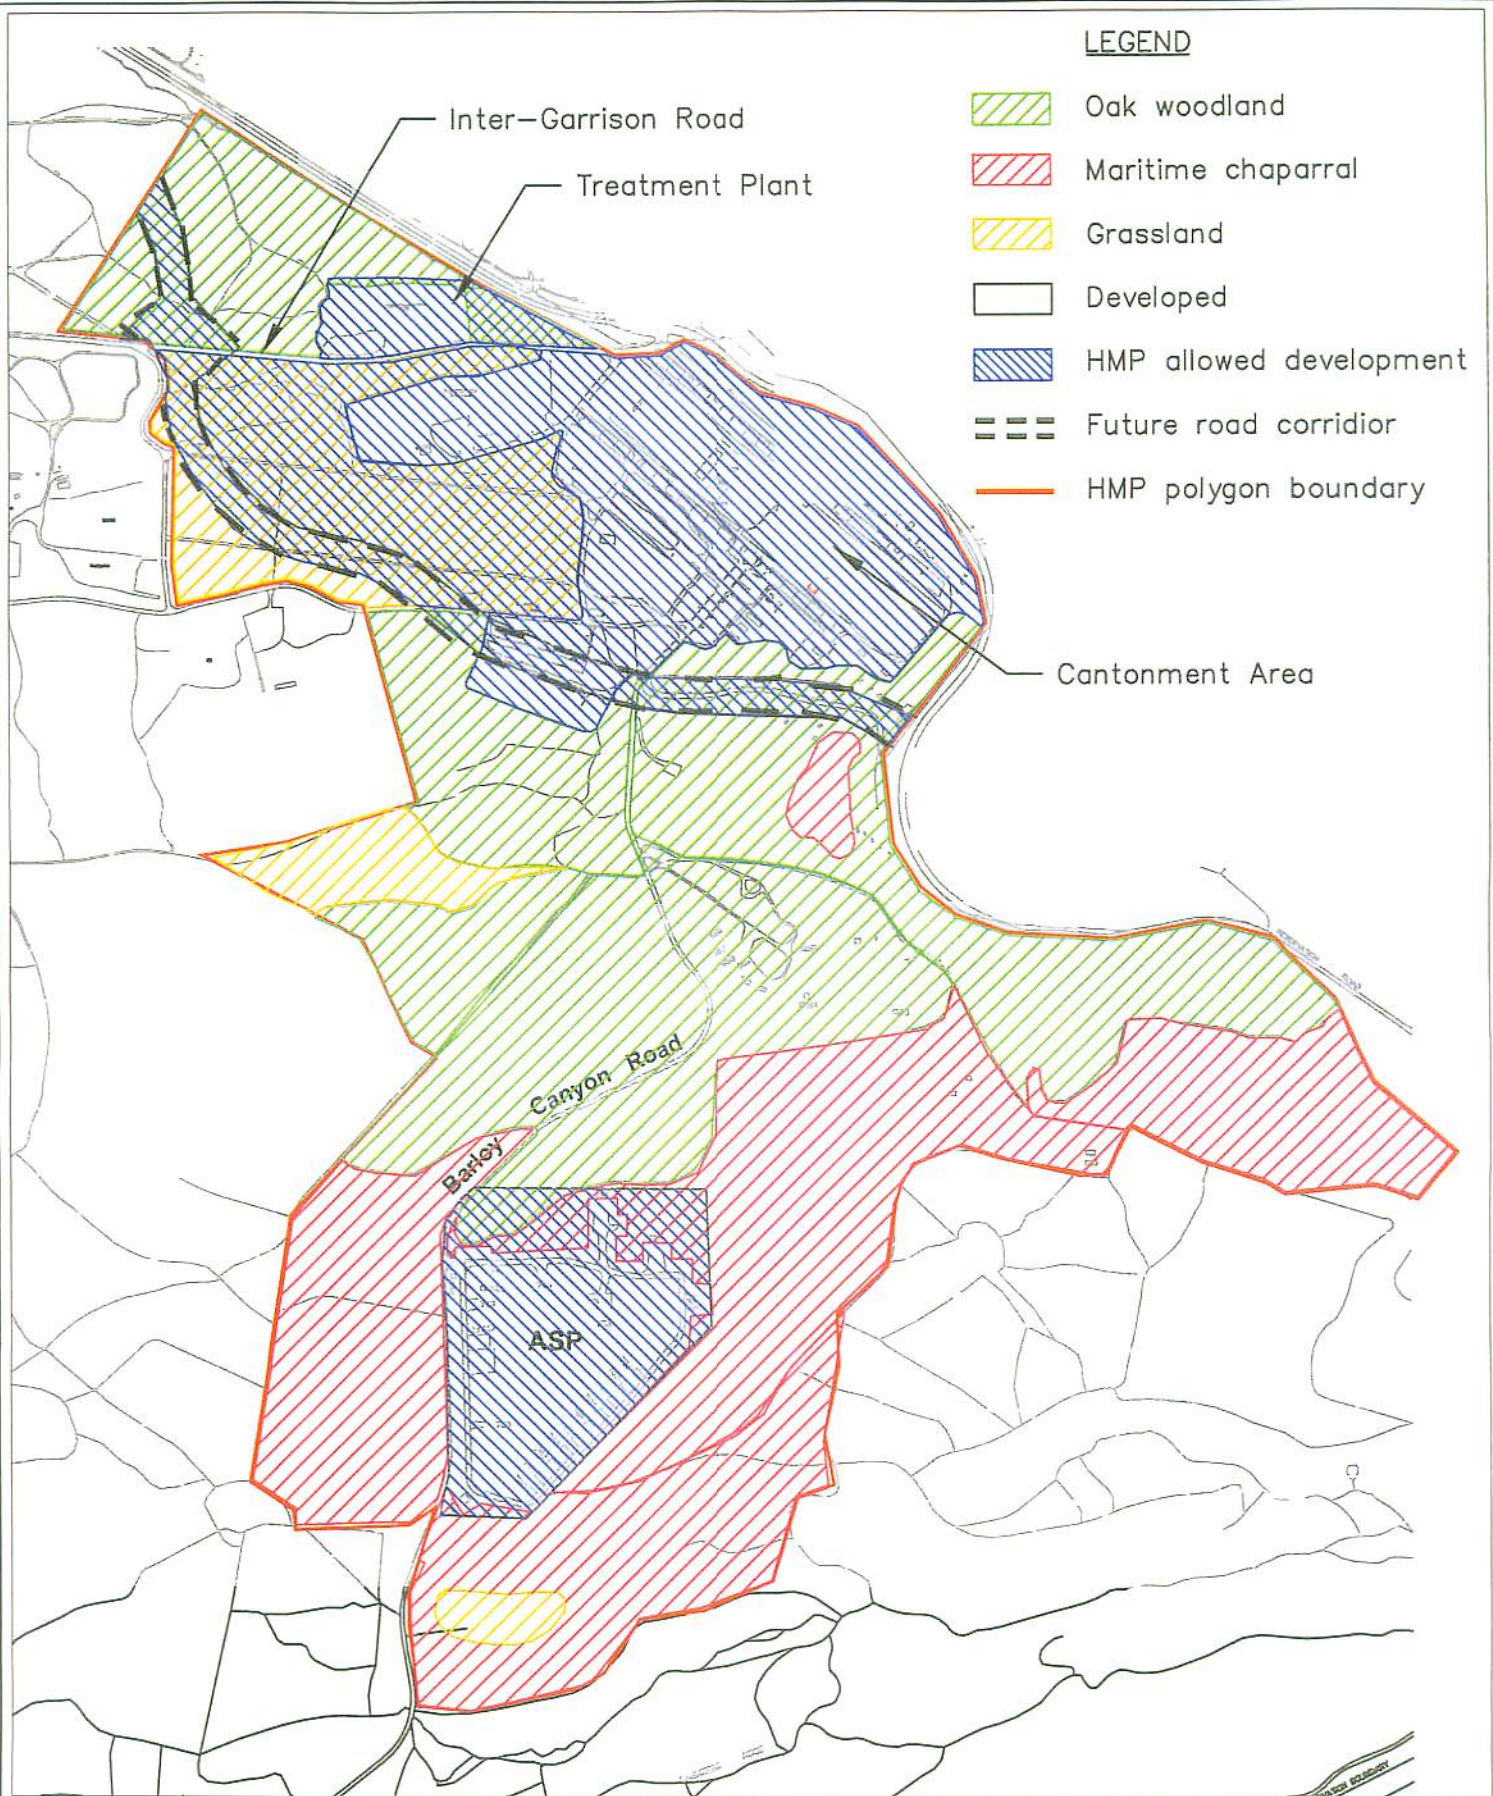 LEGEND
Oak woodland
Maritime chaparral
Grassland
Developed
HMP allowed development
Future road corridior
HMP polygon boundary
Inter-Garrison Road
Treatment Plant
Cantonment Area
Barley Canyon Road
ASP